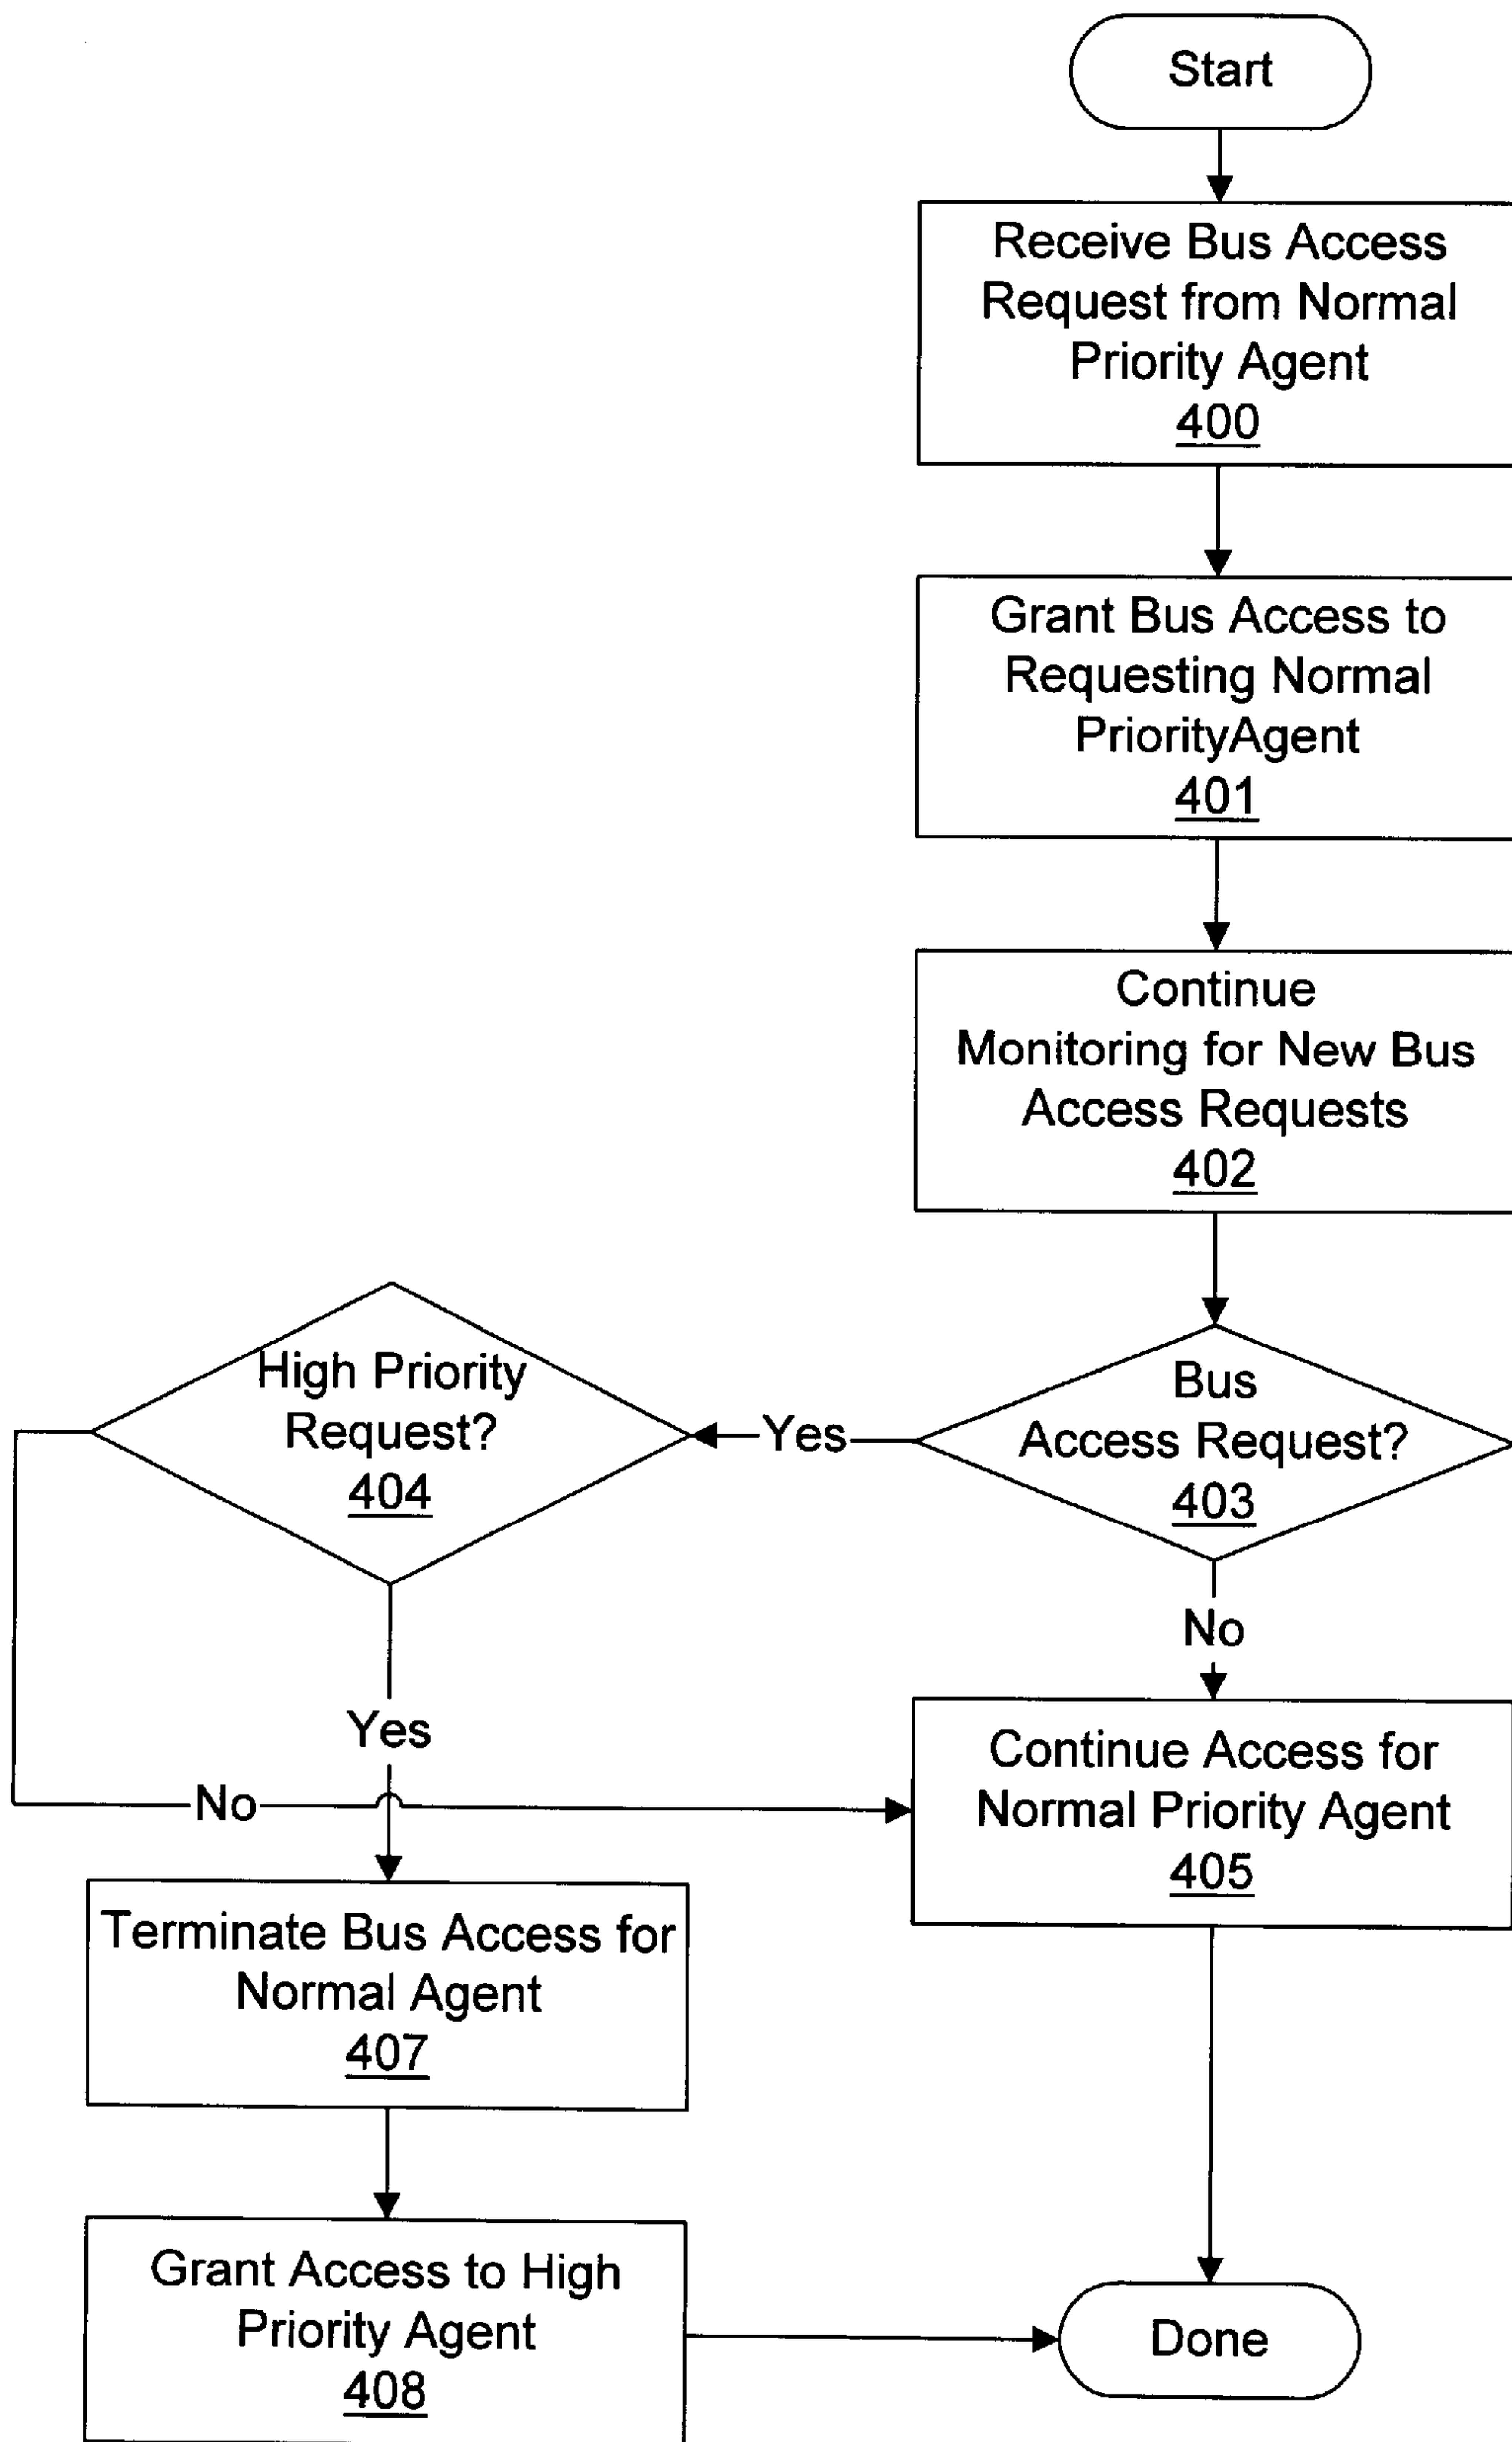 Start
Receive Bus Access
Request from Normal
Priority Agent
400
Grant Bus Access to
Requesting Normal
PriorityAgent
401
Continue
Monitoring for New Bus
Access Requests
402
High Priority
Request?
404
Yes
Bus
Access Request?
403
No
Yes
No
Continue Access for
Normal Priority Agent
405
Terminate Bus Access for
Normal Agent
407
Grant Access to High
Priority Agent
408
Done